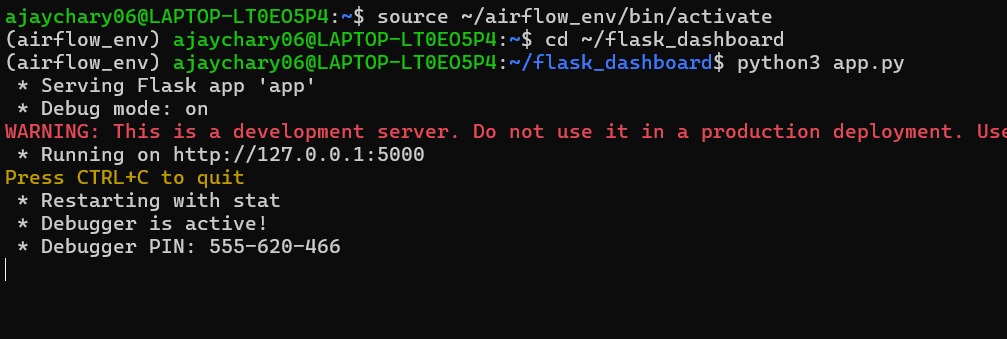 ajaychary06@LAPTOP-LT0EO5P4:~$ source ~/airflow_env/bin/activate
(airflow_env) ajaychary06@LAPTOP-LT0EO5P4:~$ cd ~/flask_dashboard
(airflow_env) ajaychary06@LAPTOP-LT0EO5P4:~/flask_dashboard$ python3 app.py
 * Serving Flask app 'app'
 * Debug mode: on
WARNING: This is a development server. Do not use it in a production deployment. Use
 * Running on http://127.0.0.1:5000
Press CTRL+C to quit
 * Restarting with stat
 * Debugger is active!
 * Debugger PIN: 555-620-466